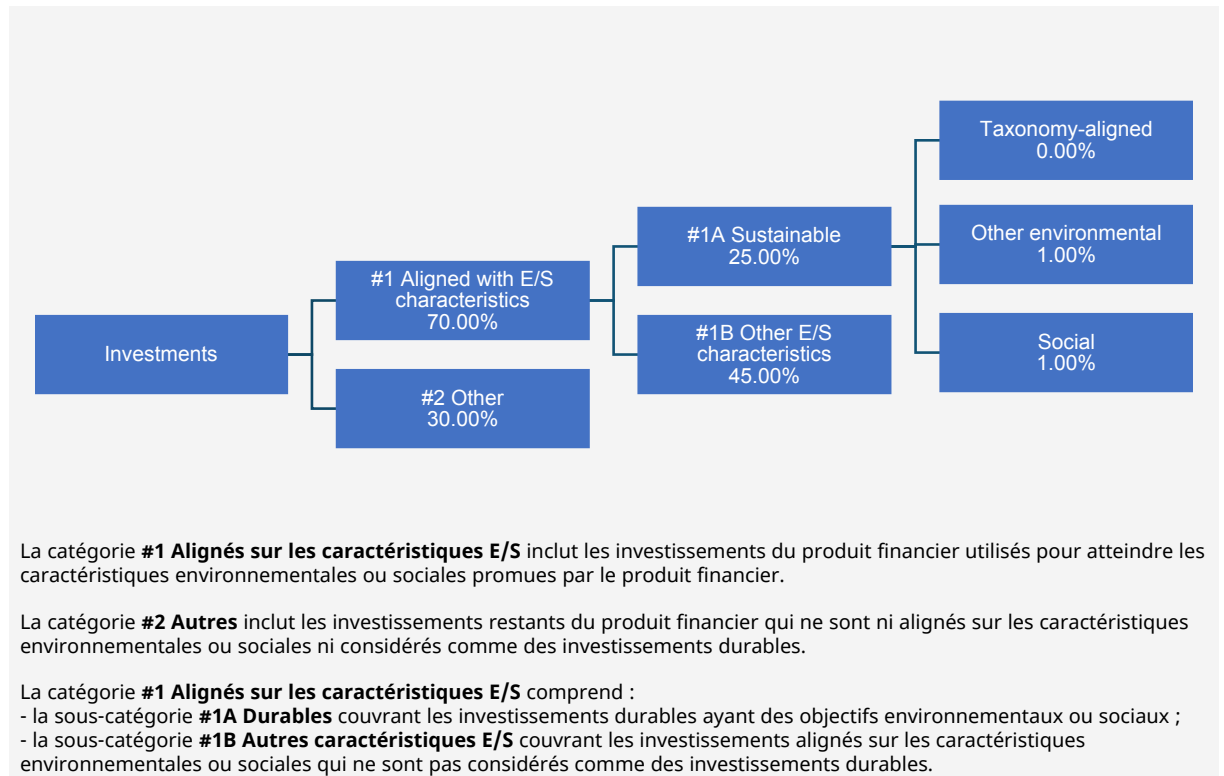 Investments
#1 Aligned with E/S
characteristics
70.00%
#2 Other
30.00%
#1A Sustainable
25.00%
#1B Other E/S
characteristics
45.00%
Taxonomy-aligned
0.00%
Other environmental
1.00%
Social
1.00%
La catégorie #1 Alignés sur les caractéristiques E/S inclut les investissements du produit financier utilisés pour atteindre les
caractéristiques environnementales ou sociales promues par le produit financier.
La catégorie #2 Autres inclut les investissements restants du produit financier qui ne sont ni alignés sur les caractéristiques
environnementales ou sociales ni considérés comme des investissements durables.
La catégorie #1 Alignés sur les caractéristiques E/S comprend :
- la sous-catégorie #1A Durables couvrant les investissements durables ayant des objectifs environnementaux ou sociaux ;
- la sous-catégorie #1B Autres caractéristiques E/S couvrant les investissements alignés sur les caractéristiques
environnementales ou sociales qui ne sont pas considérés comme des investissements durables.